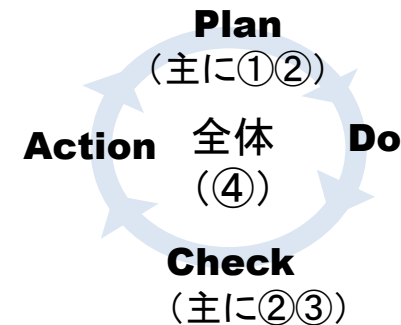 Plan
（主に①②）
Action
全体
（④）
Do
Check
（主に②③）